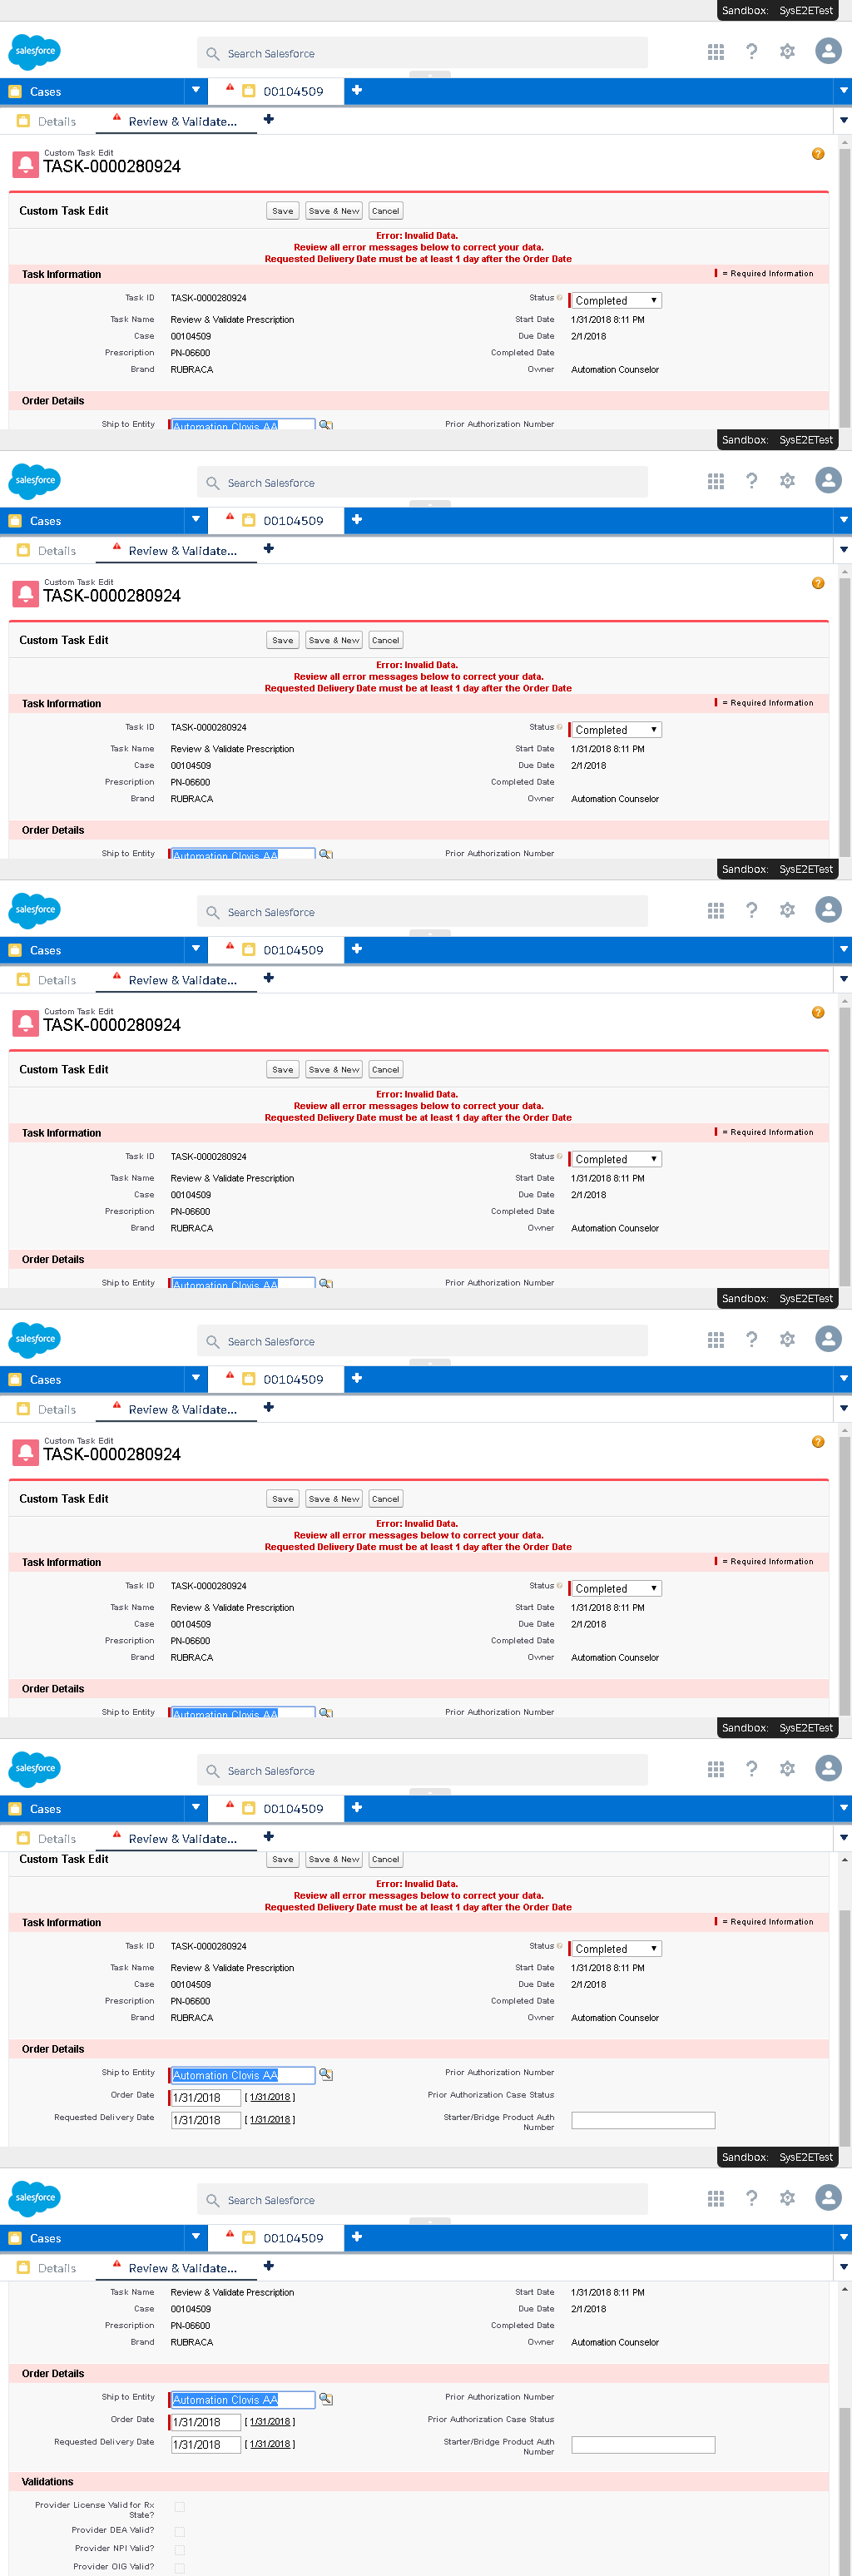 Sandbox: SysE2ETest
salesforce
Search Salesforce
Cases
00104509
Details
Review & Validate...
Custom Task Edit
TASK-0000280924
Custom Task Edit
Save
Save & New
Cancel
Error: Invalid Data.
Review all error messages below to correct your data.
Requested Delivery Date must be at least 1 day after the Order Date
Task Information
= Required Information
Task ID TASK-0000280924
Status Completed
Task Name Review & Validate Prescription
Start Date 1/31/2018 8:11 PM
Case 00104509
Due Date 2/1/2018
Prescription PN-06600
Completed Date
Brand RUBRACA
Owner Automation Counselor
Order Details
Ship to Entity Automation Clovis AA
Prior Authorization Number
Sandbox: SysE2ETest
salesforce
Search Salesforce
Cases
00104509
Details
Review & Validate...
Custom Task Edit
TASK-0000280924
Custom Task Edit
Save
Save & New
Cancel
Error: Invalid Data.
Review all error messages below to correct your data.
Requested Delivery Date must be at least 1 day after the Order Date
Task Information
= Required Information
Task ID TASK-0000280924
Status Completed
Task Name Review & Validate Prescription
Start Date 1/31/2018 8:11 PM
Case 00104509
Due Date 2/1/2018
Prescription PN-06600
Completed Date
Brand RUBRACA
Owner Automation Counselor
Order Details
Ship to Entity Automation Clovis AA
Prior Authorization Number
Sandbox: SysE2ETest
salesforce
Search Salesforce
Cases
00104509
Details
Review & Validate...
Custom Task Edit
TASK-0000280924
Custom Task Edit
Save
Save & New
Cancel
Error: Invalid Data.
Review all error messages below to correct your data.
Requested Delivery Date must be at least 1 day after the Order Date
Task Information
= Required Information
Task ID TASK-0000280924
Status Completed
Task Name Review & Validate Prescription
Start Date 1/31/2018 8:11 PM
Case 00104509
Due Date 2/1/2018
Prescription PN-06600
Completed Date
Brand RUBRACA
Owner Automation Counselor
Order Details
Ship to Entity Automation Clovis AA
Prior Authorization Number
Sandbox: SysE2ETest
salesforce
Search Salesforce
Cases
00104509
Details
Review & Validate...
Custom Task Edit
TASK-0000280924
Custom Task Edit
Save
Save & New
Cancel
Error: Invalid Data.
Review all error messages below to correct your data.
Requested Delivery Date must be at least 1 day after the Order Date
Task Information
= Required Information
Task ID TASK-0000280924
Status Completed
Task Name Review & Validate Prescription
Start Date 1/31/2018 8:11 PM
Case 00104509
Due Date 2/1/2018
Prescription PN-06600
Completed Date
Brand RUBRACA
Owner Automation Counselor
Order Details
Ship to Entity Automation Clovis AA
Prior Authorization Number
Sandbox: SysE2ETest
salesforce
Search Salesforce
Cases
00104509
Details
Review & Validate...
Custom Task Edit
Save
Save & New
Cancel
Error: Invalid Data.
Review all error messages below to correct your data.
Requested Delivery Date must be at least 1 day after the Order Date
Task Information
= Required Information
Task ID TASK-0000280924
Status Completed
Task Name Review & Validate Prescription
Start Date 1/31/2018 8:11 PM
Case 00104509
Due Date 2/1/2018
Prescription PN-06600
Completed Date
Brand RUBRACA
Owner Automation Counselor
Order Details
Ship to Entity Automation Clovis AA
Prior Authorization Number
Order Date 1/31/2018 [ 1/31/2018 ]
Prior Authorization Case Status
Requested Delivery Date 1/31/2018 [ 1/31/2018 ]
Starter/Bridge Product Auth
Number
Sandbox: SysE2ETest
salesforce
Search Salesforce
Cases
00104509
Details
Review & Validate...
Task Name Review & Validate Prescription
Start Date 1/31/2018 8:11 PM
Case 00104509
Due Date 2/1/2018
Prescription PN-06600
Completed Date
Brand RUBRACA
Owner Automation Counselor
Order Details
Ship to Entity Automation Clovis AA
Prior Authorization Number
Order Date 1/31/2018 [ 1/31/2018 ]
Prior Authorization Case Status
Requested Delivery Date 1/31/2018 [ 1/31/2018 ]
Starter/Bridge Product Auth
Number
Validations
Provider License Valid for Rx
State?
Provider DEA Valid?
Provider NPI Valid?
Provider OIG Valid?